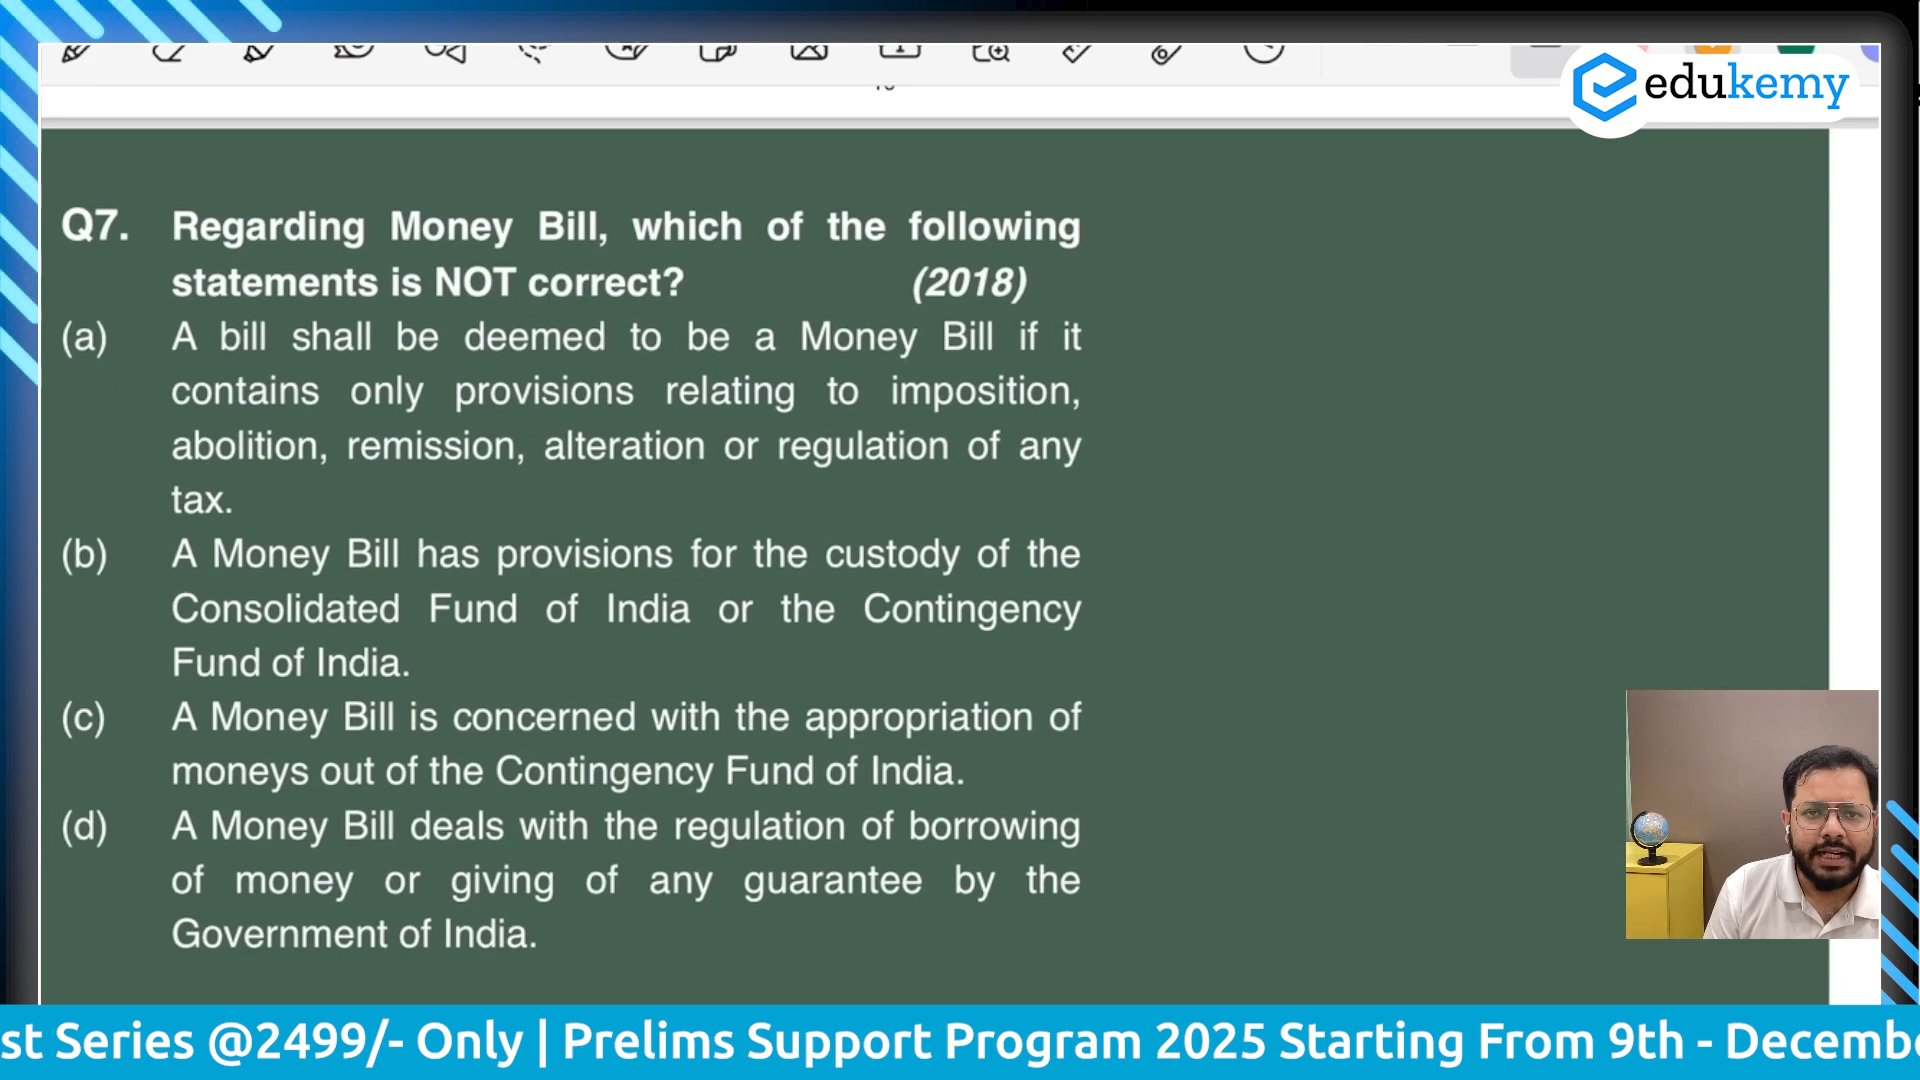 edukemy
Q7. Regarding Money Bill, which of the following
statements is NOT correct? (2018)
(a) A bill shall be deemed to be a Money Bill if it
contains only provisions relating to imposition,
abolition, remission, alteration or regulation of any
tax.
(b) A Money Bill has provisions for the custody of the
Consolidated Fund of India or the Contingency
Fund of India.
(c) A Money Bill is concerned with the appropriation of
moneys out of the Contingency Fund of India.
(d) A Money Bill deals with the regulation of borrowing
of money or giving of any guarantee by the
Government of India.
st Series @2499/- Only | Prelims Support Program 2025 Starting From 9th - Decemb